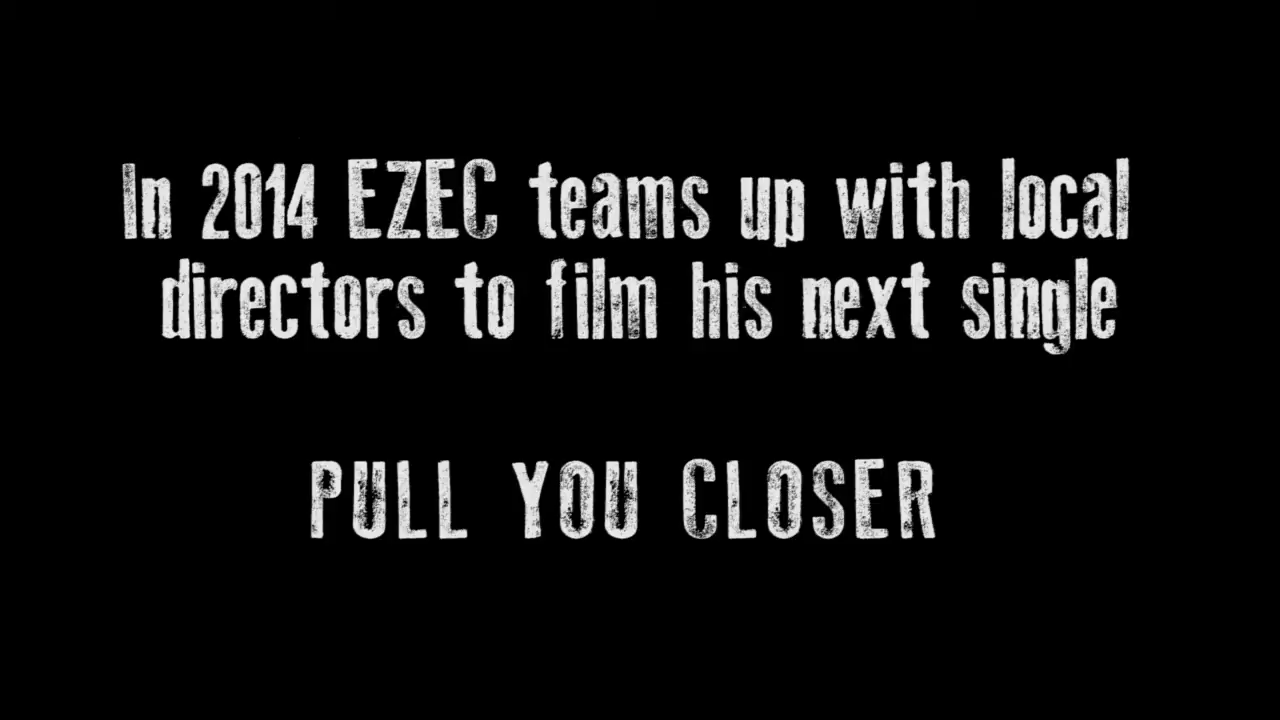 In 2014 EZEC teams up with local
directors to film his next single
PULL YOU CLOSER